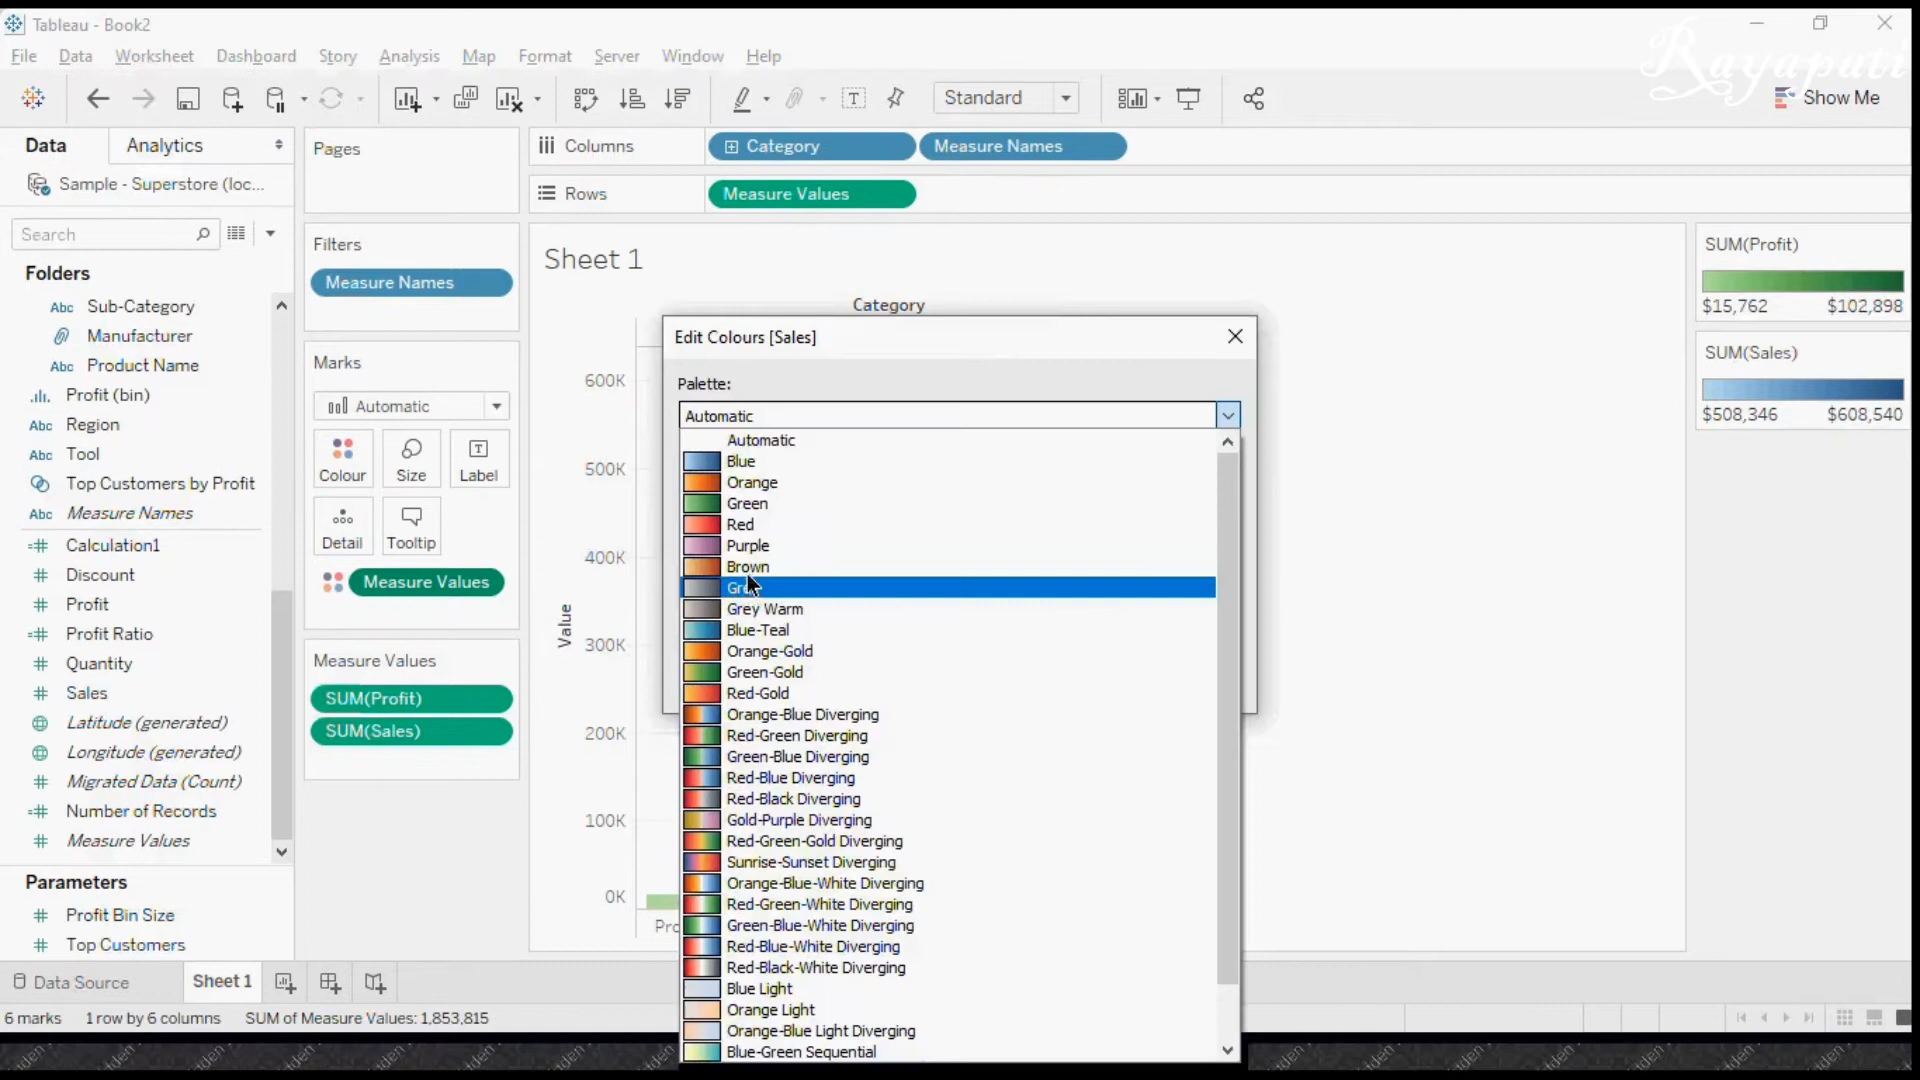 Tableau - Book2
Rayapati
File Data Worksheet Dashboard Story Analysis Map Format Server Window Help
Standard
Show Me
Data
Analytics
Sample - Superstore (loc...
Search
Folders
Abc Sub-Category
Manufacturer
Abc Product Name
Profit (bin)
Abc Region
Abc Tool
Top Customers by Profit
Abc Measure Names
Calculation1
Discount
Profit
Profit Ratio
Quantity
Sales
Latitude (generated)
Longitude (generated)
Migrated Data (Count)
Number of Records
Measure Values
Parameters
Profit Bin Size
Top Customers
Pages
Filters
Measure Names
Marks
Automatic
Colour Size Label
Detail Tooltip
Measure Values
Measure Values
SUM(Profit)
SUM(Sales)
Columns Category Measure Names
Rows Measure Values
Sheet 1
Category
Value
600K
500K
400K
300K
200K
100K
0K
Edit Colours [Sales]
Palette:
Automatic
Automatic
Blue
Orange
Green
Red
Purple
Brown
Grey Warm
Blue-Teal
Orange-Gold
Green-Gold
Red-Gold
Orange-Blue Diverging
Red-Green Diverging
Green-Blue Diverging
Red-Blue Diverging
Red-Black Diverging
Gold-Purple Diverging
Red-Green-Gold Diverging
Sunrise-Sunset Diverging
Orange-Blue-White Diverging
Red-Green-White Diverging
Green-Blue-White Diverging
Red-Blue-White Diverging
Red-Black-White Diverging
Blue Light
Orange Light
Orange-Blue Light Diverging
Blue-Green Sequential
SUM(Profit)
$15,762 $102,898
SUM(Sales)
$508,346 $608,540
Data Source
Sheet 1
6 marks 1 row by 6 columns SUM of Measure Values: 1,853,815